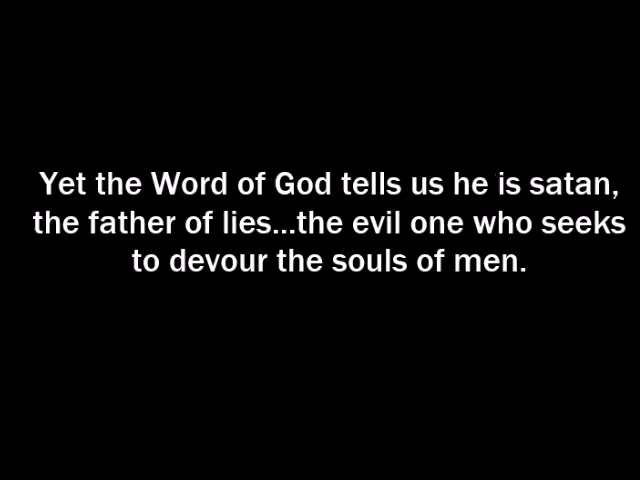 Yet the Word of God tells us he is satan,
the father of lies...the evil one who seeks
to devour the souls of men.